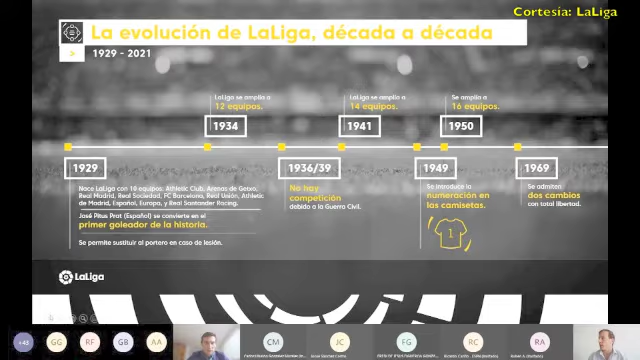 Cortesía: LaLiga
La evolución de LaLiga, década a década
>
1929 - 2021
LaLiga se amplía a
12 equipos.
LaLiga se amplía a
14 equipos.
Se amplía a
16 equipos.
1934
1941
1950
1929
1936/39
1949
1969
Nace LaLiga con 10 equipos: Athletic Club, Arenas de Getxo,
Real Madrid, Real Sociedad, FC Barcelona, Real Unión, Athletic
de Madrid, Español, Europa, y Real Santander Racing.
José Pitus Prat (Español) se convierte en el
primer goleador de la historia.
Se permite sustituir al portero en caso de lesión.
No hay
competición
debido a la Guerra Civil.
Se introduce la
numeración en
las camisetas.
1
Se admiten
dos cambios
con total libertad.
LaLiga
+45
GG
RF
GB
AA
CM
JC
FG
RC
RA